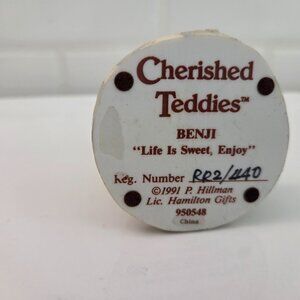 Cherished
Teddies™
BENJI
"Life Is Sweet, Enjoy"
Reg. Number RR2/440
©1991 P. Hillman
Lic. Hamilton Gifts
950548
China